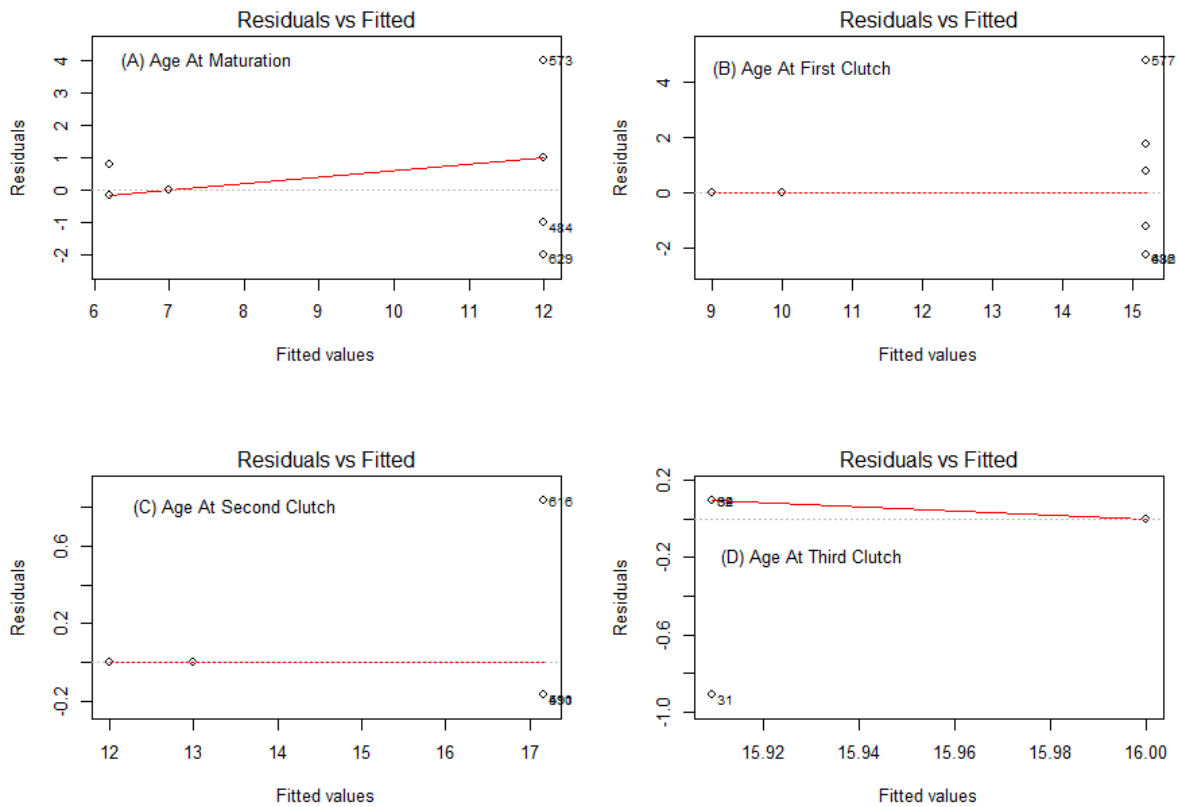 Residuals vs Fitted
(A) Age At Maturation
Residuals
4
3
2
1
0
-1
-2
573
484
629
6 7 8 9 10 11 12
Fitted values
Residuals vs Fitted
(B) Age At First Clutch
Residuals
4
2
0
-2
577
9 10 11 12 13 14 15
Fitted values
Residuals vs Fitted
(C) Age At Second Clutch
Residuals
0.6
0.2
-0.2
616
12 13 14 15 16 17
Fitted values
Residuals vs Fitted
(D) Age At Third Clutch
Residuals
0.2
-0.2
-0.6
-1.0
31
15.92 15.94 15.96 15.98 16.00
Fitted values